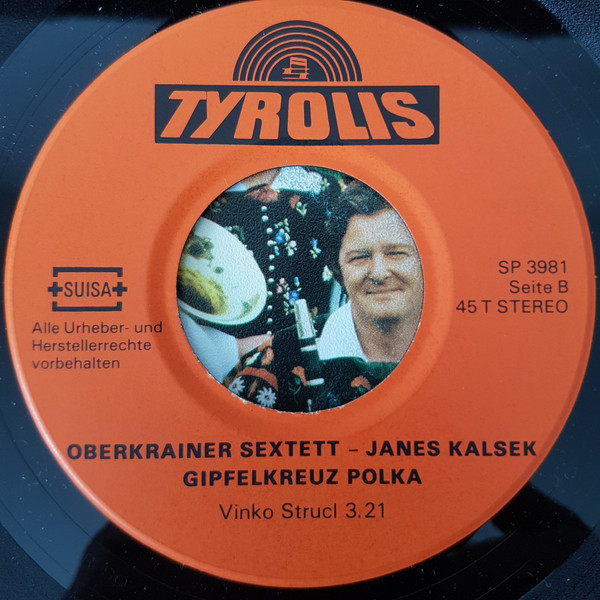 TYROLIS
SUISA
Alle Urheber- und
Herstellerrechte
vorbehalten
SP 3981
Seite B
45 T STEREO
OBERKRAINER SEXTETT – JANES KALSEK
GIPFELKREUZ POLKA
Vinko Strucl 3.21